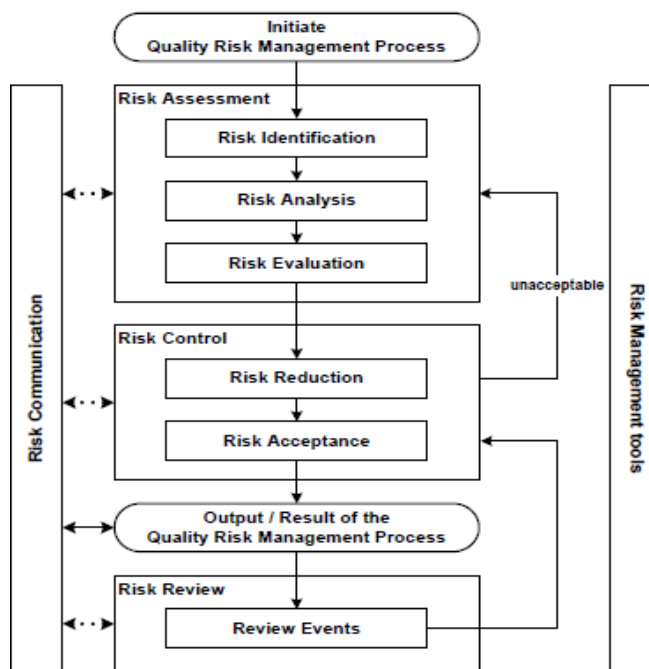 Initiate
Quality Risk Management Process
Risk Assessment
Risk Identification
Risk Analysis
Risk Evaluation
unacceptable
Risk Control
Risk Reduction
Risk Acceptance
Output / Result of the
Quality Risk Management Process
Risk Review
Review Events
Risk Communication
Risk Management tools